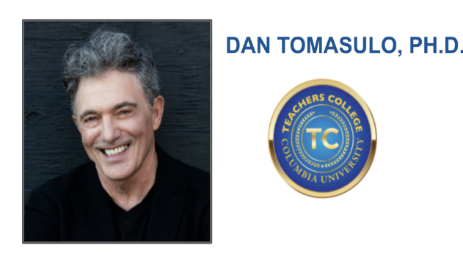 DAN TOMASULO, PH.D.
TEACHERS COLLEGE
TC
COLUMBIA UNIVERSITY